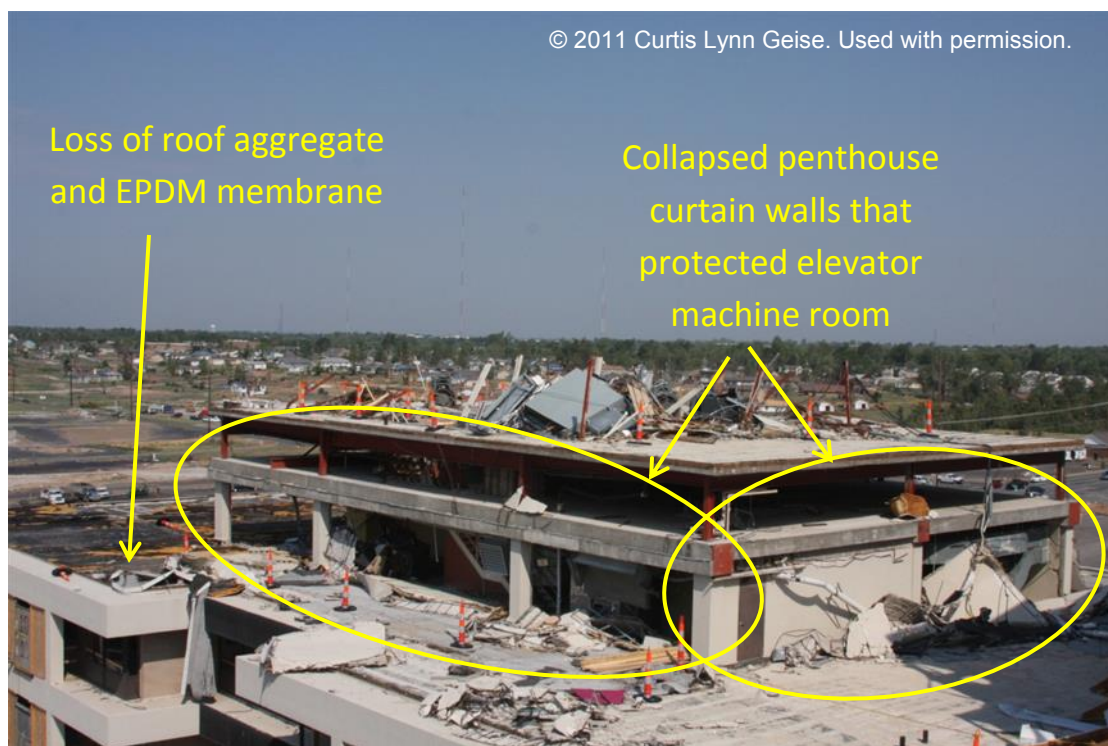 © 2011 Curtis Lynn Geise. Used with permission.
Loss of roof aggregate
and EPDM membrane
Collapsed penthouse
curtain walls that
protected elevator
machine room